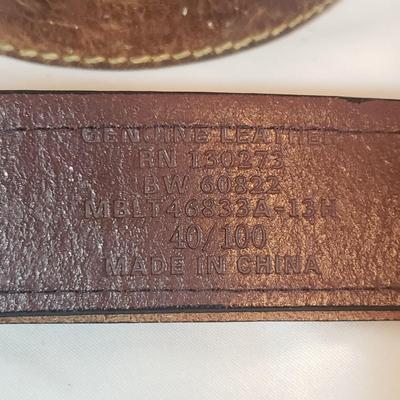 GENUINE LEATHER
RN 130273
BW 60822
MBLT46833A-13H
40/100
MADE IN CHINA